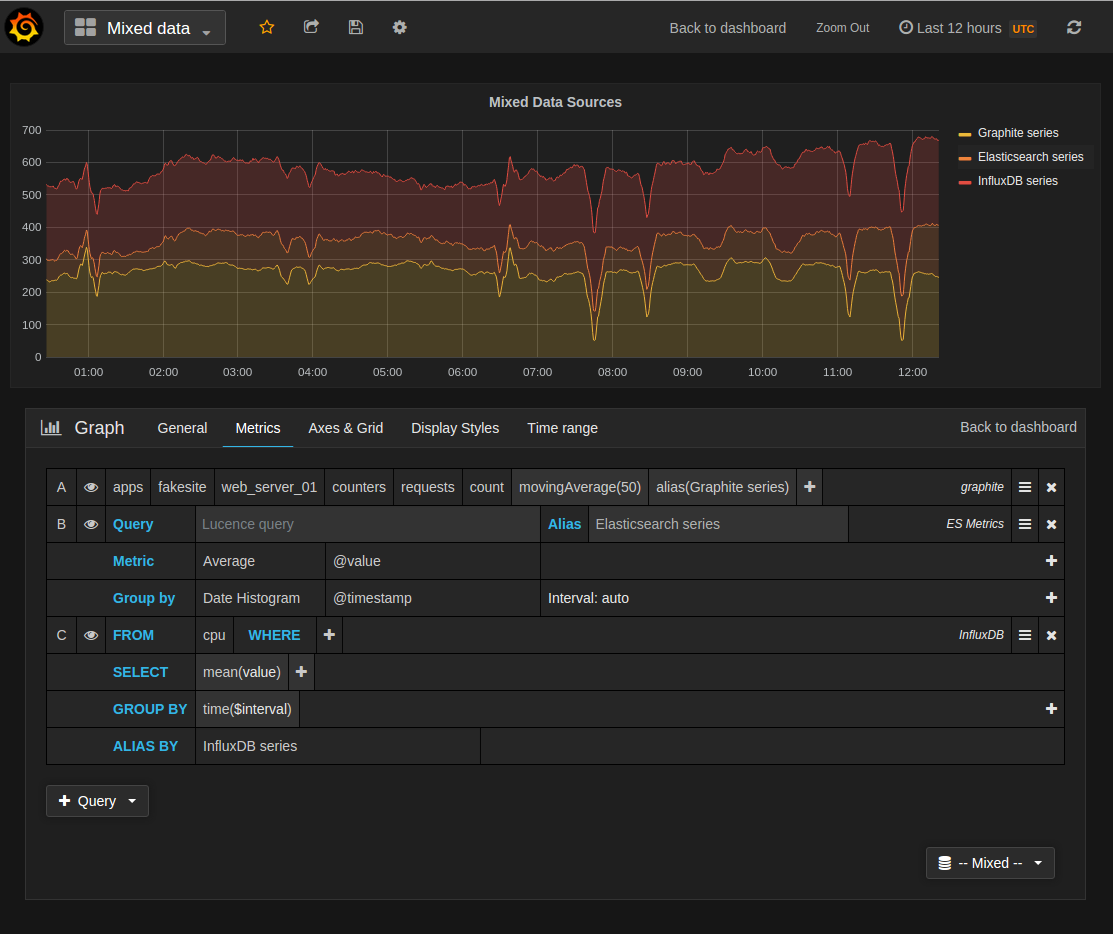 Mixed data
Back to dashboard
Zoom Out
Last 12 hours UTC
Mixed Data Sources
700
600
500
400
300
200
100
0
01:00 02:00 03:00 04:00 05:00 06:00 07:00 08:00 09:00 10:00 11:00 12:00
Graphite series
Elasticsearch series
InfluxDB series
Graph General Metrics Axes & Grid Display Styles Time range Back to dashboard
A apps fakesite web_server_01 counters requests count movingAverage(50) alias(Graphite series) graphite
B Query Lucence query Alias Elasticsearch series ES Metrics
Metric Average @value
Group by Date Histogram @timestamp Interval: auto
C FROM cpu WHERE InfluxDB
SELECT mean(value)
GROUP BY time($interval)
ALIAS BY InfluxDB series
Query
-- Mixed --